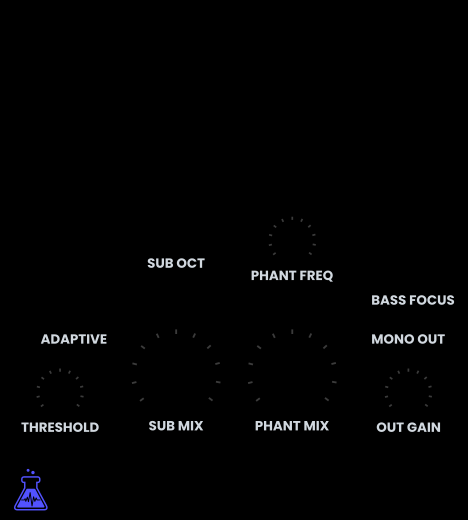 SUB OCT
PHANT FREQ
BASS FOCUS
ADAPTIVE
MONO OUT
THRESHOLD
SUB MIX
PHANT MIX
OUT GAIN